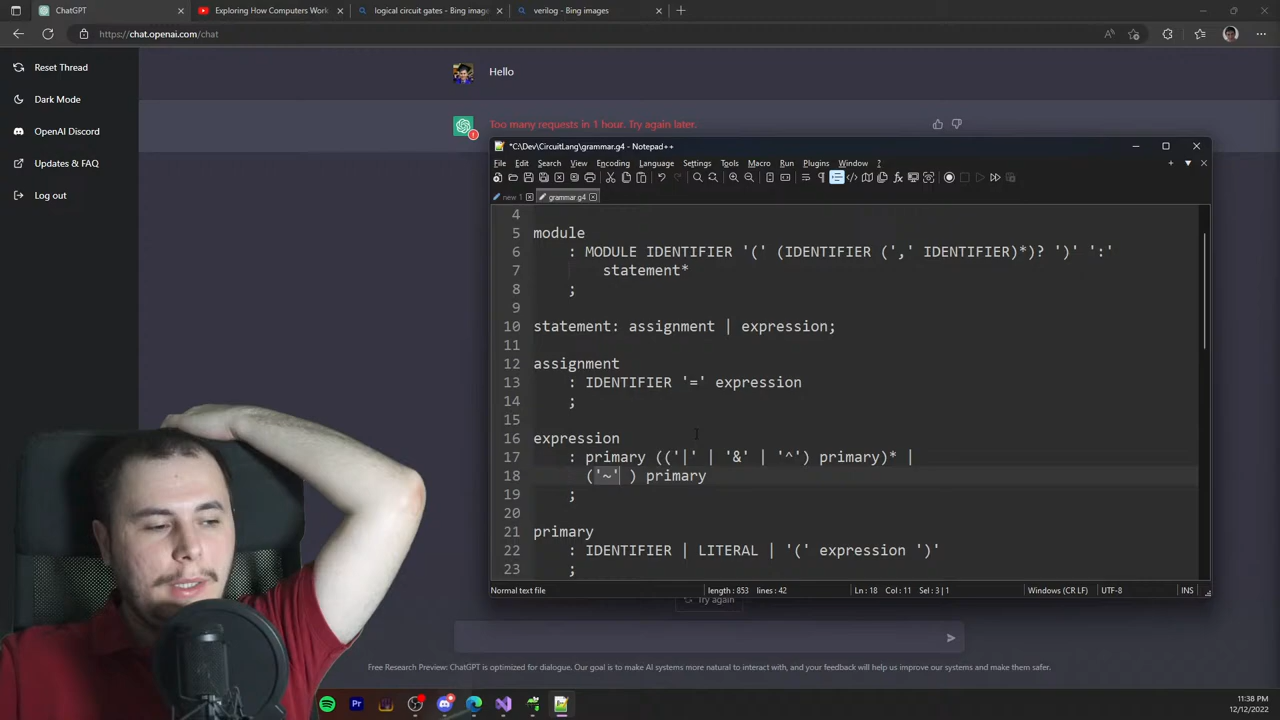 ChatGPT
Exploring How Computers Work
logical circuit gates - Bing image
verilog - Bing images
https://chat.openai.com/chat
Reset Thread
Dark Mode
OpenAI Discord
Updates & FAQ
Log out
Hello
Too many requests in 1 hour. Try again later.
*C:\Dev\CircuitLang\grammar.g4 - Notepad++
File Edit Search View Encoding Language Settings Tools Macro Run Plugins Window ?
new 1 grammar.g4
4
5 module
6 : MODULE IDENTIFIER '(' (IDENTIFIER (',' IDENTIFIER)*)? ')' ':'
7 statement*
8 ;
9
10 statement: assignment | expression;
11
12 assignment
13 : IDENTIFIER '=' expression
14 ;
15
16 expression
17 : primary (('|' | '&' | '^') primary)* |
18 ('~' ) primary
19 ;
20
21 primary
22 : IDENTIFIER | LITERAL | '(' expression ')'
23 ;
Normal text file length : 853 lines : 42 Ln : 18 Col : 11 Sel : 3 | 1 Windows (CR LF) UTF-8 INS
Try again
Free Research Preview: ChatGPT is optimized for dialogue. Our goal is to make AI systems more natural to interact with, and your feedback will help us improve our systems and make them safer.
11:38 PM
12/12/2022